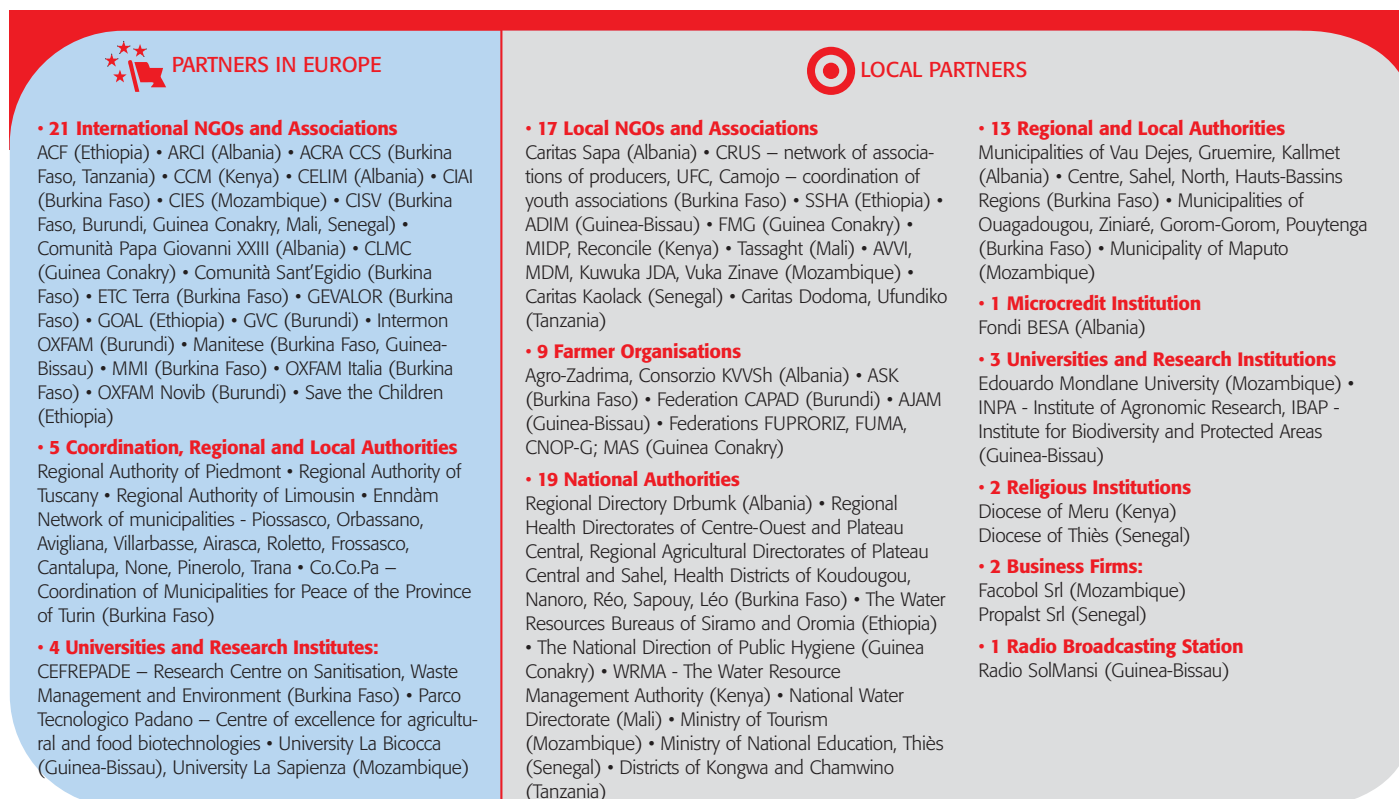 PARTNERS IN EUROPE
• 21 International NGOs and Associations
ACF (Ethiopia) • ARCI (Albania) • ACRA CCS (Burkina
Faso, Tanzania) • CCM (Kenya) • CELIM (Albania) • CIAI
(Burkina Faso) • CIES (Mozambique) • CISV (Burkina
Faso, Burundi, Guinea Conakry, Mali, Senegal) •
Comunità Papa Giovanni XXIII (Albania) • CLMC
(Guinea Conakry) • Comunità Sant'Egidio (Burkina
Faso) • ETC Terra (Burkina Faso) • GEVALOR (Burkina
Faso) • GOAL (Ethiopia) • GVC (Burundi) • Intermon
OXFAM (Burundi) • Manitese (Burkina Faso, Guinea-
Bissau) • MMI (Burkina Faso) • OXFAM Italia (Burkina
Faso) • OXFAM Novib (Burundi) • Save the Children
(Ethiopia)
• 5 Coordination, Regional and Local Authorities
Regional Authority of Piedmont • Regional Authority of
Tuscany • Regional Authority of Limousin • Enndàm
Network of municipalities - Piossasco, Orbassano,
Avigliana, Villarbasse, Airasca, Roletto, Frossasco,
Cantalupa, None, Pinerolo, Trana • Co.Co.Pa –
Coordination of Municipalities for Peace of the Province
of Turin (Burkina Faso)
• 4 Universities and Research Institutes:
CEFREPADE – Research Centre on Sanitisation, Waste
Management and Environment (Burkina Faso) • Parco
Tecnologico Padano – Centre of excellence for agricultu-
ral and food biotechnologies • University La Bicocca
(Guinea-Bissau), University La Sapienza (Mozambique)
LOCAL PARTNERS
• 17 Local NGOs and Associations
Caritas Sapa (Albania) • CRUS – network of associa-
tions of producers, UFC, Camojo – coordination of
youth associations (Burkina Faso) • SSHA (Ethiopia) •
ADIM (Guinea-Bissau) • FMG (Guinea Conakry) •
MIDP, Reconcile (Kenya) • Tassaght (Mali) • AVVI,
MDM, Kuwuka JDA, Vuka Zinave (Mozambique) •
Caritas Kaolack (Senegal) • Caritas Dodoma, Ufundiko
(Tanzania)
• 9 Farmer Organisations
Agro-Zadrima, Consorzio KVVSh (Albania) • ASK
(Burkina Faso) • Federation CAPAD (Burundi) • AJAM
(Guinea-Bissau) • Federations FUPRORIZ, FUMA,
CNOP-G; MAS (Guinea Conakry)
• 19 National Authorities
Regional Directory Drbumk (Albania) • Regional
Health Directorates of Centre-Ouest and Plateau
Central, Regional Agricultural Directorates of Plateau
Central and Sahel, Health Districts of Koudougou,
Nanoro, Réo, Sapouy, Léo (Burkina Faso) • The Water
Resources Bureaus of Siramo and Oromia (Ethiopia)
• The National Direction of Public Hygiene (Guinea
Conakry) • WRMA - The Water Resource
Management Authority (Kenya) • National Water
Directorate (Mali) • Ministry of Tourism
(Mozambique) • Ministry of National Education, Thiès
(Senegal) • Districts of Kongwa and Chamwino
(Tanzania)
• 13 Regional and Local Authorities
Municipalities of Vau Dejes, Gruemire, Kallmet
(Albania) • Centre, Sahel, North, Hauts-Bassins
Regions (Burkina Faso) • Municipalities of
Ouagadougou, Ziniaré, Gorom-Gorom, Pouytenga
(Burkina Faso) • Municipality of Maputo
(Mozambique)
• 1 Microcredit Institution
Fondi BESA (Albania)
• 3 Universities and Research Institutions
Edouardo Mondlane University (Mozambique) •
INPA - Institute of Agronomic Research, IBAP -
Institute for Biodiversity and Protected Areas
(Guinea-Bissau)
• 2 Religious Institutions
Diocese of Meru (Kenya)
Diocese of Thiès (Senegal)
• 2 Business Firms:
Facobol Srl (Mozambique)
Propalst Srl (Senegal)
• 1 Radio Broadcasting Station
Radio SolMansi (Guinea-Bissau)